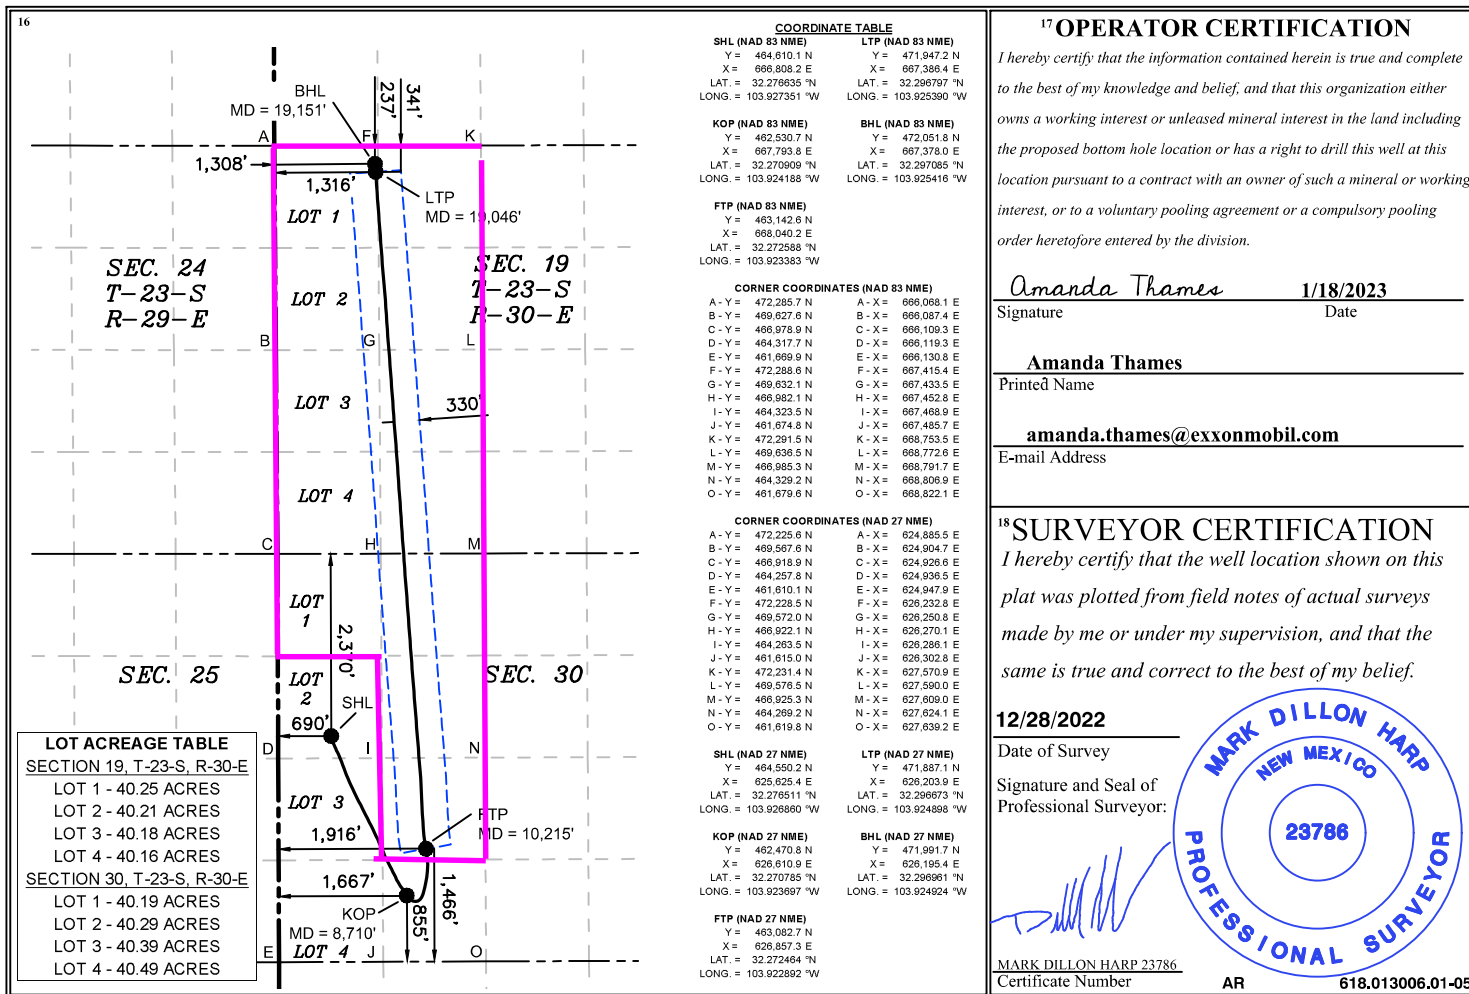 16
BHL
MD = 19,151'
237'
341'
A
F
K
1,308'
1,316'
LTP
MD = 19,046'
LOT 1
SEC. 24
T-23-S
R-29-E
SEC. 19
T-23-S
R-30-E
LOT 2
B
G
L
LOT 3
330'
LOT 4
C
H
M
LOT
1
2,370'
SEC. 25
LOT
2
SEC. 30
690'
SHL
D
I
N
LOT 3
FTP
MD = 10,215'
1,916'
1,667'
1,466'
855'
KOP
MD = 8,710'
E
LOT 4
J
O
LOT ACREAGE TABLE
SECTION 19, T-23-S, R-30-E
LOT 1 - 40.25 ACRES
LOT 2 - 40.21 ACRES
LOT 3 - 40.18 ACRES
LOT 4 - 40.16 ACRES
SECTION 30, T-23-S, R-30-E
LOT 1 - 40.19 ACRES
LOT 2 - 40.29 ACRES
LOT 3 - 40.39 ACRES
LOT 4 - 40.49 ACRES
COORDINATE TABLE
SHL (NAD 83 NME)
Y = 464,610.1 N
X = 666,808.2 E
LAT. = 32.276635 °N
LONG. = 103.927351 °W
LTP (NAD 83 NME)
Y = 471,947.2 N
X = 667,386.4 E
LAT. = 32.296797 °N
LONG. = 103.925390 °W
KOP (NAD 83 NME)
Y = 462,530.7 N
X = 667,793.8 E
LAT. = 32.270909 °N
LONG. = 103.924188 °W
BHL (NAD 83 NME)
Y = 472,051.8 N
X = 667,378.0 E
LAT. = 32.297085 °N
LONG. = 103.925416 °W
FTP (NAD 83 NME)
Y = 463,142.6 N
X = 668,040.2 E
LAT. = 32.272588 °N
LONG. = 103.923383 °W
CORNER COORDINATES (NAD 83 NME)
A - Y = 472,285.7 N A - X = 666,068.1 E
B - Y = 469,627.6 N B - X = 666,087.4 E
C - Y = 466,978.9 N C - X = 666,109.3 E
D - Y = 464,317.7 N D - X = 666,119.3 E
E - Y = 461,669.9 N E - X = 666,130.8 E
F - Y = 472,288.6 N F - X = 667,415.4 E
G - Y = 469,632.1 N G - X = 667,433.5 E
H - Y = 466,982.1 N H - X = 667,452.8 E
I - Y = 464,323.5 N I - X = 667,468.9 E
J - Y = 461,674.8 N J - X = 667,485.7 E
K - Y = 472,291.5 N K - X = 668,753.5 E
L - Y = 469,636.5 N L - X = 668,772.6 E
M - Y = 466,985.3 N M - X = 668,791.7 E
N - Y = 464,329.2 N N - X = 668,806.9 E
O - Y = 461,679.6 N O - X = 668,822.1 E
CORNER COORDINATES (NAD 27 NME)
A - Y = 472,225.6 N A - X = 624,885.5 E
B - Y = 469,567.6 N B - X = 624,904.7 E
C - Y = 466,918.9 N C - X = 624,926.6 E
D - Y = 464,257.8 N D - X = 624,936.5 E
E - Y = 461,610.1 N E - X = 624,947.9 E
F - Y = 472,228.5 N F - X = 626,232.8 E
G - Y = 469,572.0 N G - X = 626,250.8 E
H - Y = 466,922.1 N H - X = 626,270.1 E
I - Y = 464,263.5 N I - X = 626,286.1 E
J - Y = 461,615.0 N J - X = 626,302.8 E
K - Y = 472,231.4 N K - X = 627,570.9 E
L - Y = 469,576.5 N L - X = 627,590.0 E
M - Y = 466,925.3 N M - X = 627,609.0 E
N - Y = 464,269.2 N N - X = 627,624.1 E
O - Y = 461,619.8 N O - X = 627,639.2 E
SHL (NAD 27 NME)
Y = 464,550.2 N
X = 625,625.4 E
LAT. = 32.276511 °N
LONG. = 103.926860 °W
LTP (NAD 27 NME)
Y = 471,887.1 N
X = 626,203.9 E
LAT. = 32.296673 °N
LONG. = 103.924898 °W
KOP (NAD 27 NME)
Y = 462,470.8 N
X = 626,610.9 E
LAT. = 32.270785 °N
LONG. = 103.923697 °W
BHL (NAD 27 NME)
Y = 471,991.7 N
X = 626,195.4 E
LAT. = 32.296961 °N
LONG. = 103.924924 °W
FTP (NAD 27 NME)
Y = 463,082.7 N
X = 626,857.3 E
LAT. = 32.272464 °N
LONG. = 103.922892 °W
17 OPERATOR CERTIFICATION
I hereby certify that the information contained herein is true and complete
to the best of my knowledge and belief, and that this organization either
owns a working interest or unleased mineral interest in the land including
the proposed bottom hole location or has a right to drill this well at this
location pursuant to a contract with an owner of such a mineral or working
interest, or to a voluntary pooling agreement or a compulsory pooling
order heretofore entered by the division.
Amanda Thames 1/18/2023
Signature Date
Amanda Thames
Printed Name
amanda.thames@exxonmobil.com
E-mail Address
18 SURVEYOR CERTIFICATION
I hereby certify that the well location shown on this
plat was plotted from field notes of actual surveys
made by me or under my supervision, and that the
same is true and correct to the best of my belief.
12/28/2022
Date of Survey
Signature and Seal of
Professional Surveyor:
MARK DILLON HARP
NEW MEXICO
23786
PROFESSIONAL SURVEYOR
MARK DILLON HARP 23786
Certificate Number
AR
618.013006.01-05